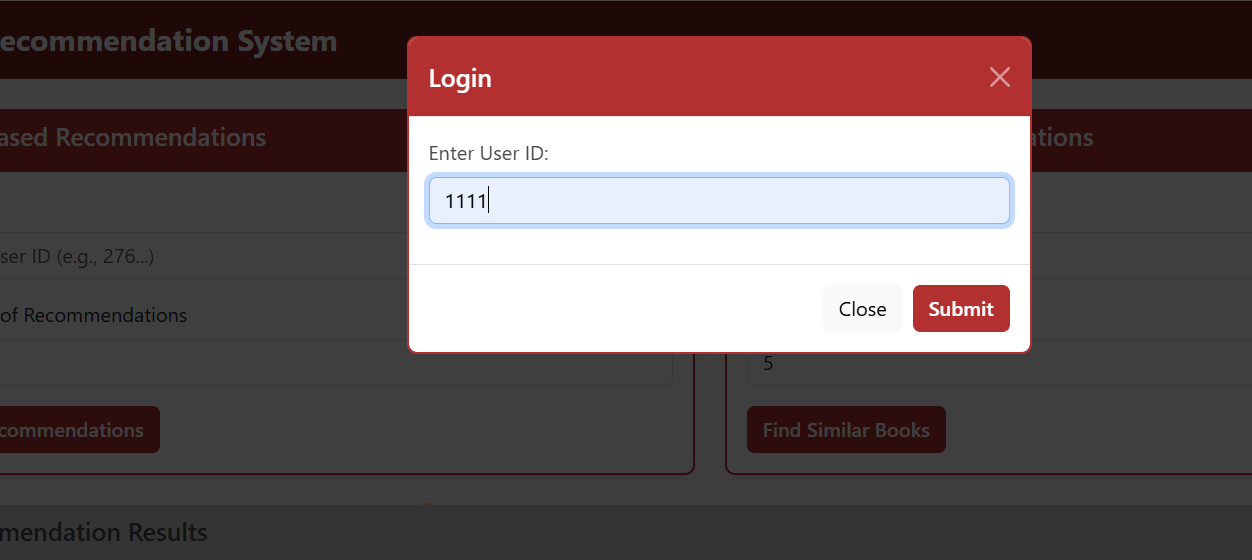 ecommendation System
Login
ased Recommendations
ations
Enter User ID:
1111
ser ID (e.g., 276...)
of Recommendations
Close
Submit
5
commendations
Find Similar Books
mendation Results